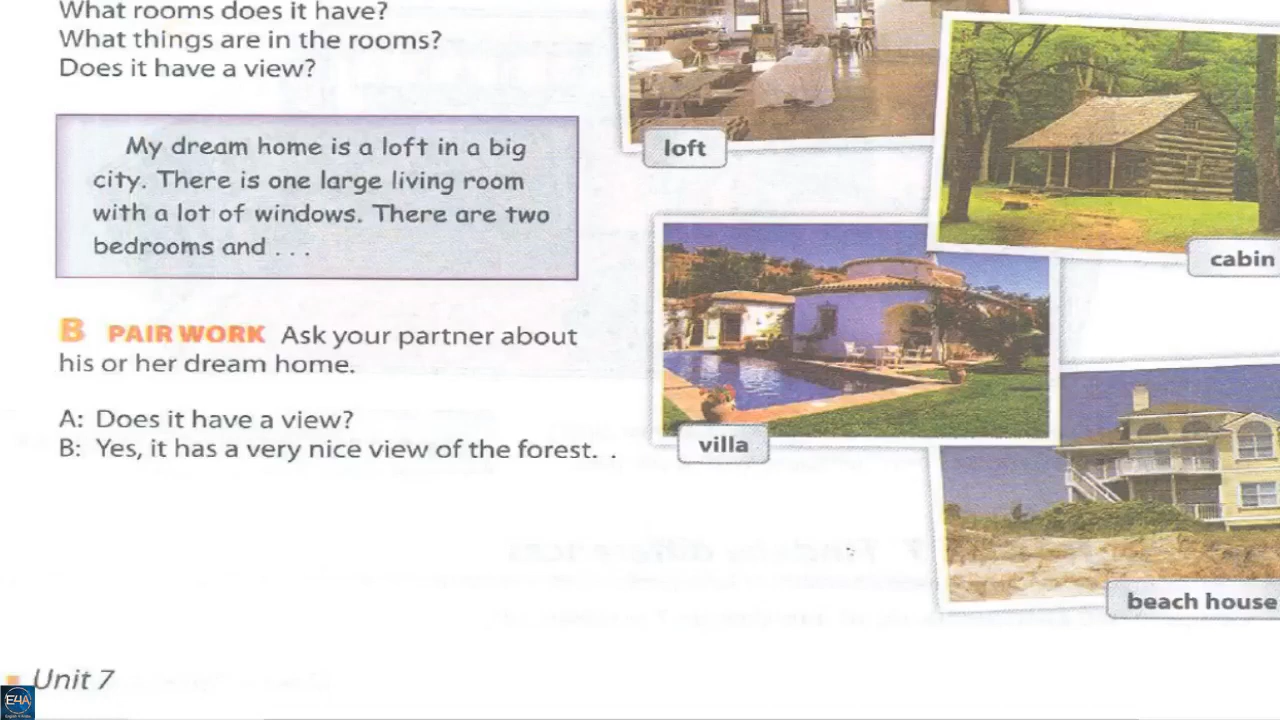 What rooms does it have?
What things are in the rooms?
Does it have a view?
My dream home is a loft in a big
city. There is one large living room
with a lot of windows. There are two
bedrooms and . . .
B PAIR WORK Ask your partner about
his or her dream home.
A: Does it have a view?
B: Yes, it has a very nice view of the forest. .
loft
cabin
villa
beach house
Unit 7
E4A